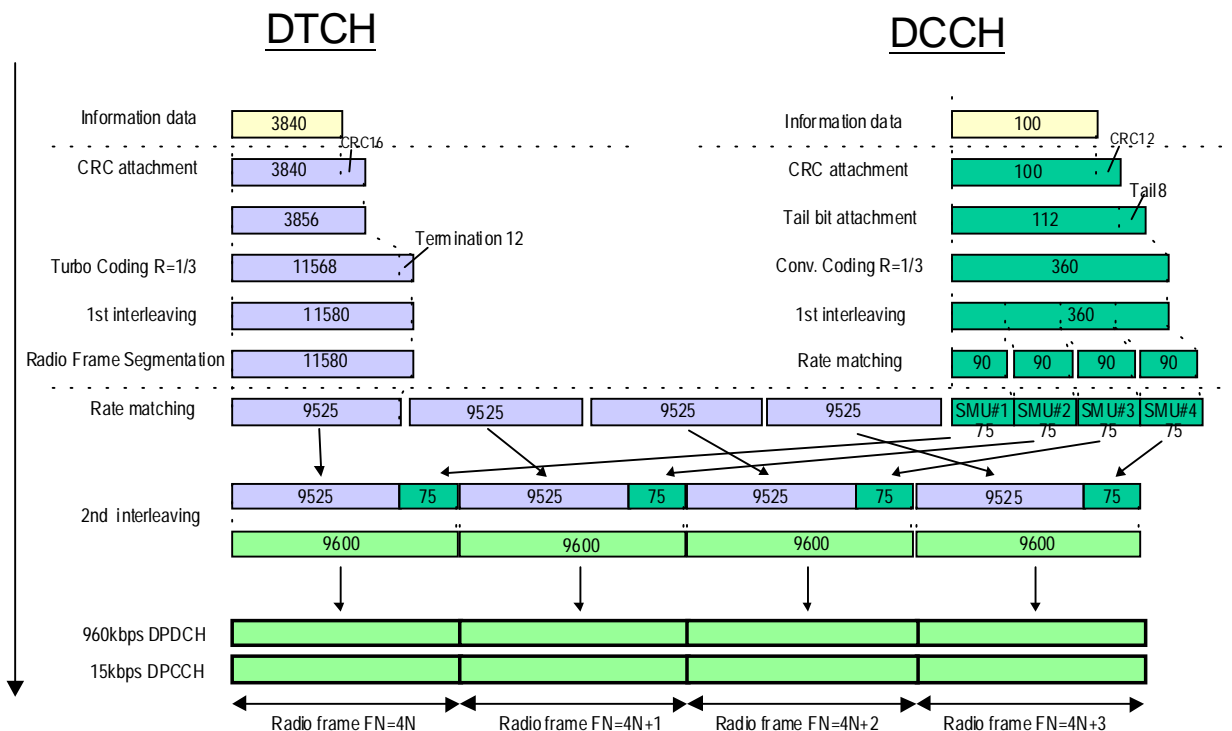 DTCH DCCH
Information data 3840 Information data 100
CRC16 CRC12
CRC attachment 3840 CRC attachment 100
Tail8
3856 Tail bit attachment 112
Termination 12
Turbo Coding R=1/3 11568 Conv. Coding R=1/3 360
1st interleaving 11580 1st interleaving 360
Radio Frame Segmentation 11580 Rate matching 90 90 90 90
Rate matching 9525 9525 9525 9525 SMU#1 SMU#2 SMU#3 SMU#4
75 75 75 75
9525 75 9525 75 9525 75 9525 75
2nd interleaving
9600 9600 9600 9600
960kbps DPDCH
15kbps DPCCH
Radio frame FN=4N Radio frame FN=4N+1 Radio frame FN=4N+2 Radio frame FN=4N+3